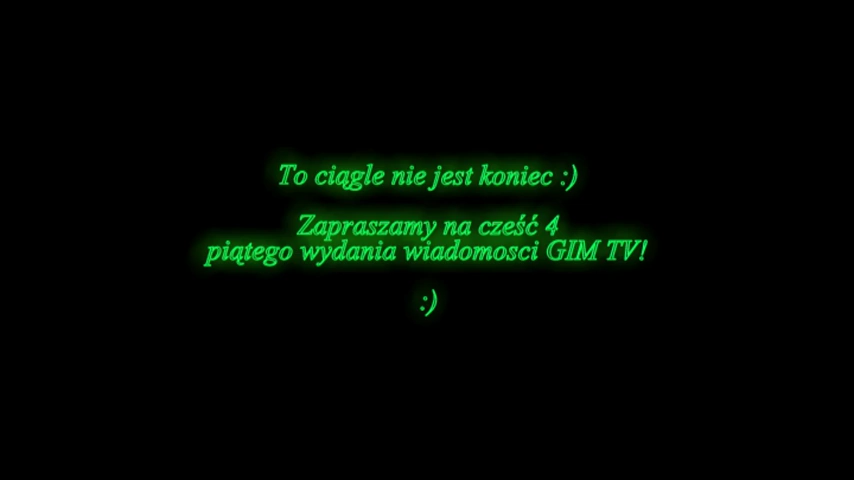 To ciągle nie jest koniec :)
Zapraszamy na cześć 4
piątego wydania wiadomosci GIM TV!
:)